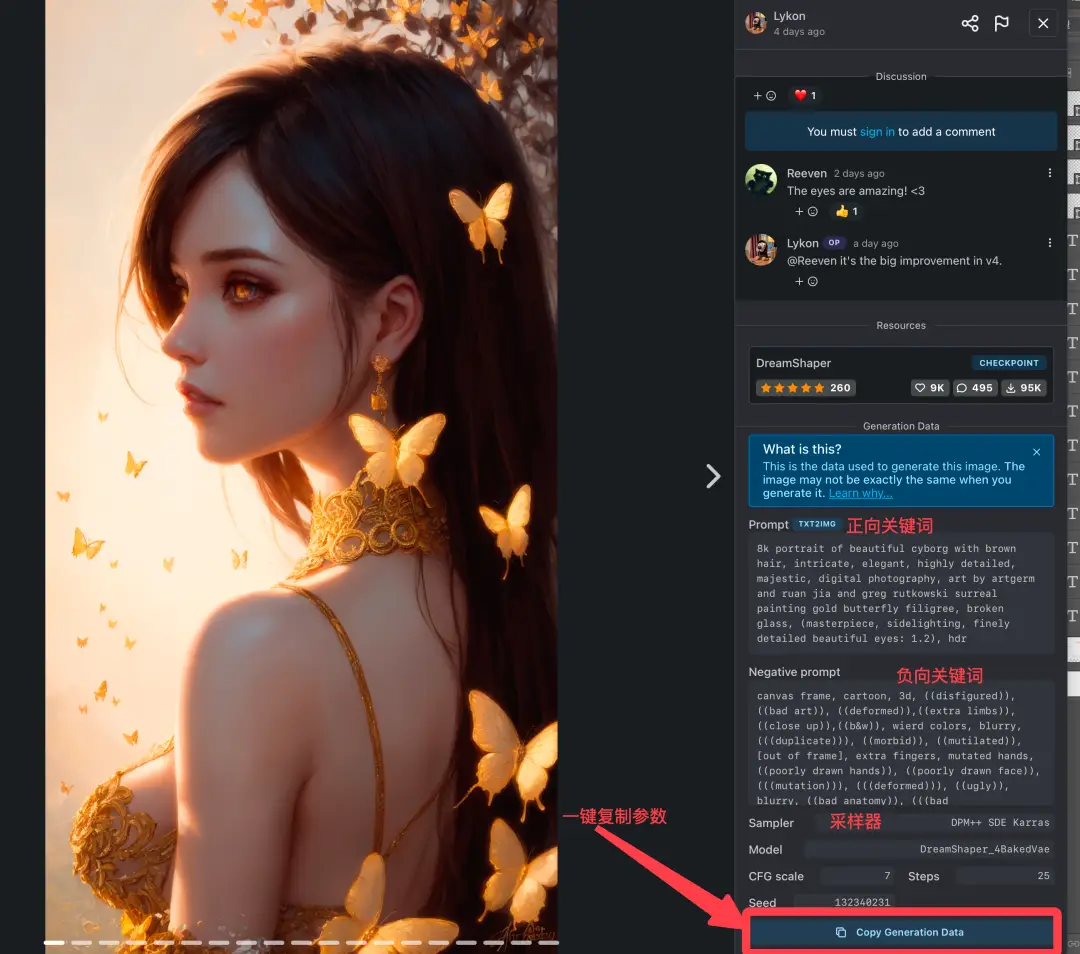 Lykon
4 days ago
Discussion
1
You must sign in to add a comment
Reeven 2 days ago
The eyes are amazing! <3
1
Lykon OP a day ago
@Reeven it's the big improvement in v4.
Resources
DreamShaper CHECKPOINT
260 9K 495 95K
Generation Data
What is this?
This is the data used to generate this image. The
image may not be exactly the same when you
generate it. Learn why...
Prompt TXT2IMG 正向关键词
8k portrait of beautiful cyborg with brown
hair, intricate, elegant, highly detailed,
majestic, digital photography, art by artgerm
and ruan jia and greg rutkowski surreal
painting gold butterfly filigree, broken
glass, (masterpiece, sidelighting, finely
detailed beautiful eyes: 1.2), hdr
Negative prompt 负向关键词
canvas frame, cartoon, 3d, ((disfigured)),
((bad art)), ((deformed)),((extra limbs)),
((close up)),((b&w)), wierd colors, blurry,
(((duplicate))), ((morbid)), ((mutilated)),
[out of frame], extra fingers, mutated hands,
((poorly drawn hands)), ((poorly drawn face)),
(((mutation))), (((deformed))), ((ugly)),
blurry, ((bad anatomy)), (((bad
一键复制参数
Sampler 采样器 DPM++ SDE Karras
Model DreamShaper_4BakedVae
CFG scale 7 Steps 25
Seed 132340231
Copy Generation Data